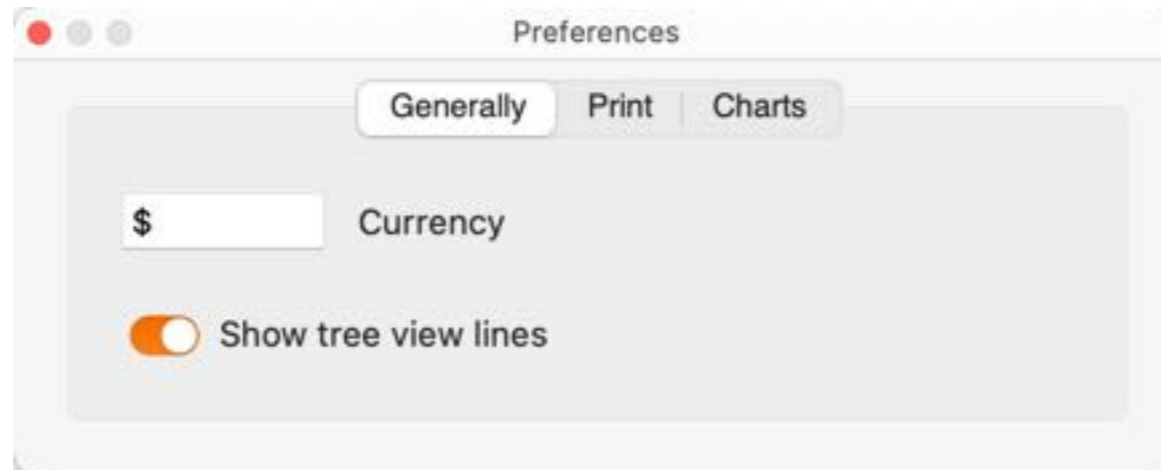 Preferences
Generally Print Charts
$ Currency
Show tree view lines